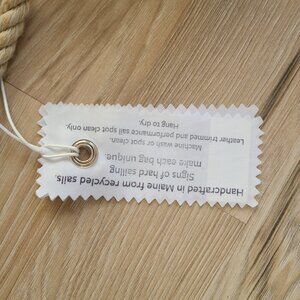 Handcrafted in Maine from recycled sails.
Signs of hard sailing
make each bag unique.
Machine wash or spot clean.
Leather trimmed and performance sail spot clean only.
Hang to dry.